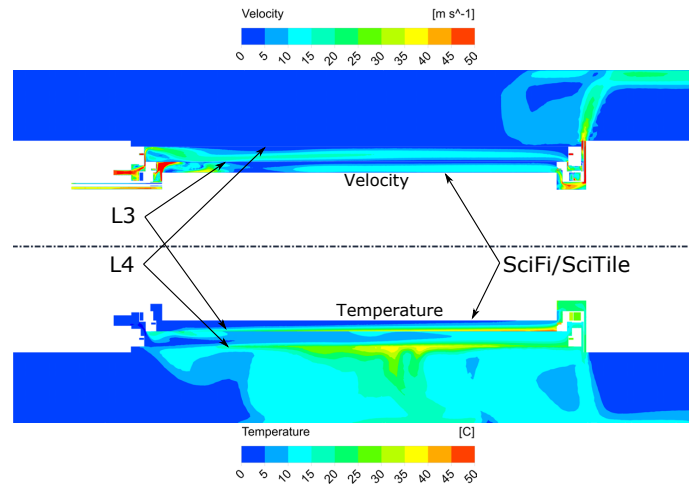 Velocity [m s^-1]
0 5 10 15 20 25 30 35 40 45 50
Velocity
L3
L4
SciFi/SciTile
Temperature
Temperature [C]
0 5 10 15 20 25 30 35 40 45 50